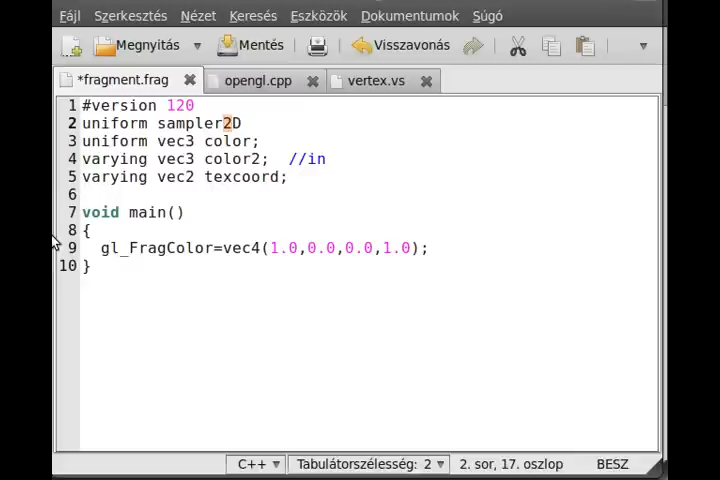 Fájl Szerkesztés Nézet Keresés Eszközök Dokumentumok Súgó
Megnyitás Mentés Visszavonás
*fragment.frag opengl.cpp vertex.vs
1 #version 120
2 uniform sampler2D
3 uniform vec3 color;
4 varying vec3 color2;  //in
5 varying vec2 texcoord;
6
7 void main()
8 {
9   gl_FragColor=vec4(1.0,0.0,0.0,1.0);
10 }
C++ Tabulátorszélesség: 2 2. sor, 17. oszlop BESZ